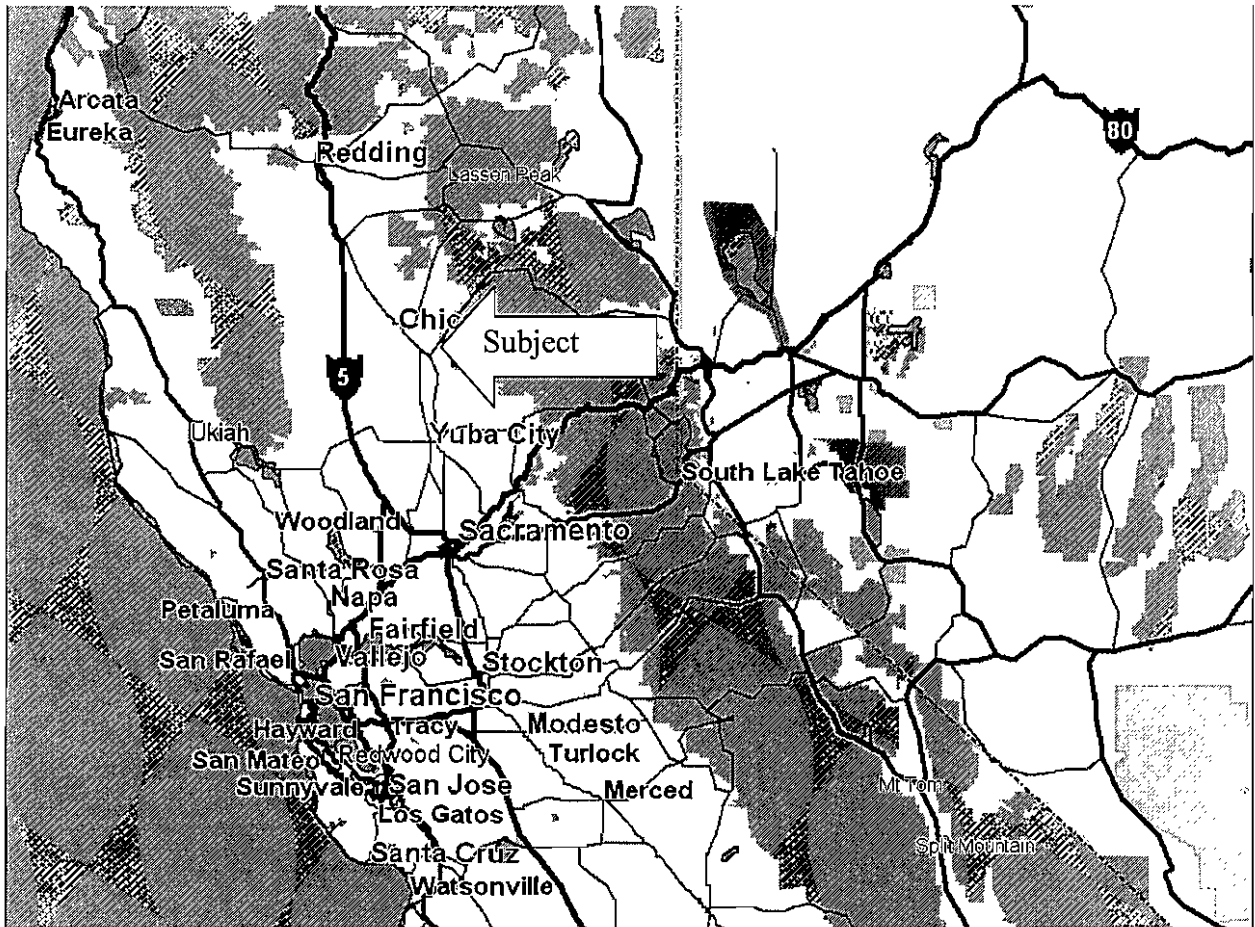 Arcata
Eureka
80
Redding
Lassen Peak
Chic
Subject
5
Ukiah
Yuba City
South Lake Tahoe
Woodland
Sacramento
Santa Rosa
Napa
Petaluma
Fairfield
San Rafael
Vallejo
Stockton
San Francisco
Hayward
Tracy
Modesto
San Mateo
Redwood City
Turlock
Sunnyvale
San Jose
Merced
Mt Tom
Los Gatos
Split Mountain
Santa Cruz
Watsonville